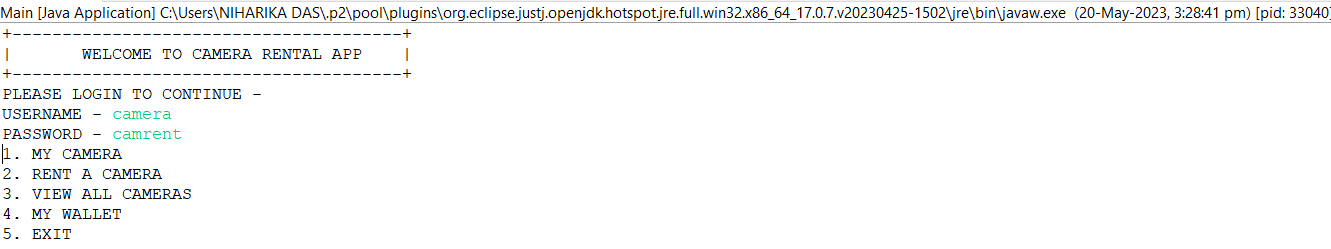 Main [Java Application] C:\Users\NIHARIKA DAS\.p2\pool\plugins\org.eclipse.justj.openjdk.hotspot.jre.full.win32.x86_64_17.0.7.v20230425-1502\jre\bin\javaw.exe (20-May-2023, 3:28:41 pm) [pid: 33040]
+---------------------------------------+
| WELCOME TO CAMERA RENTAL APP |
+---------------------------------------+
PLEASE LOGIN TO CONTINUE -
USERNAME - camera
PASSWORD - camrent
1. MY CAMERA
2. RENT A CAMERA
3. VIEW ALL CAMERAS
4. MY WALLET
5. EXIT